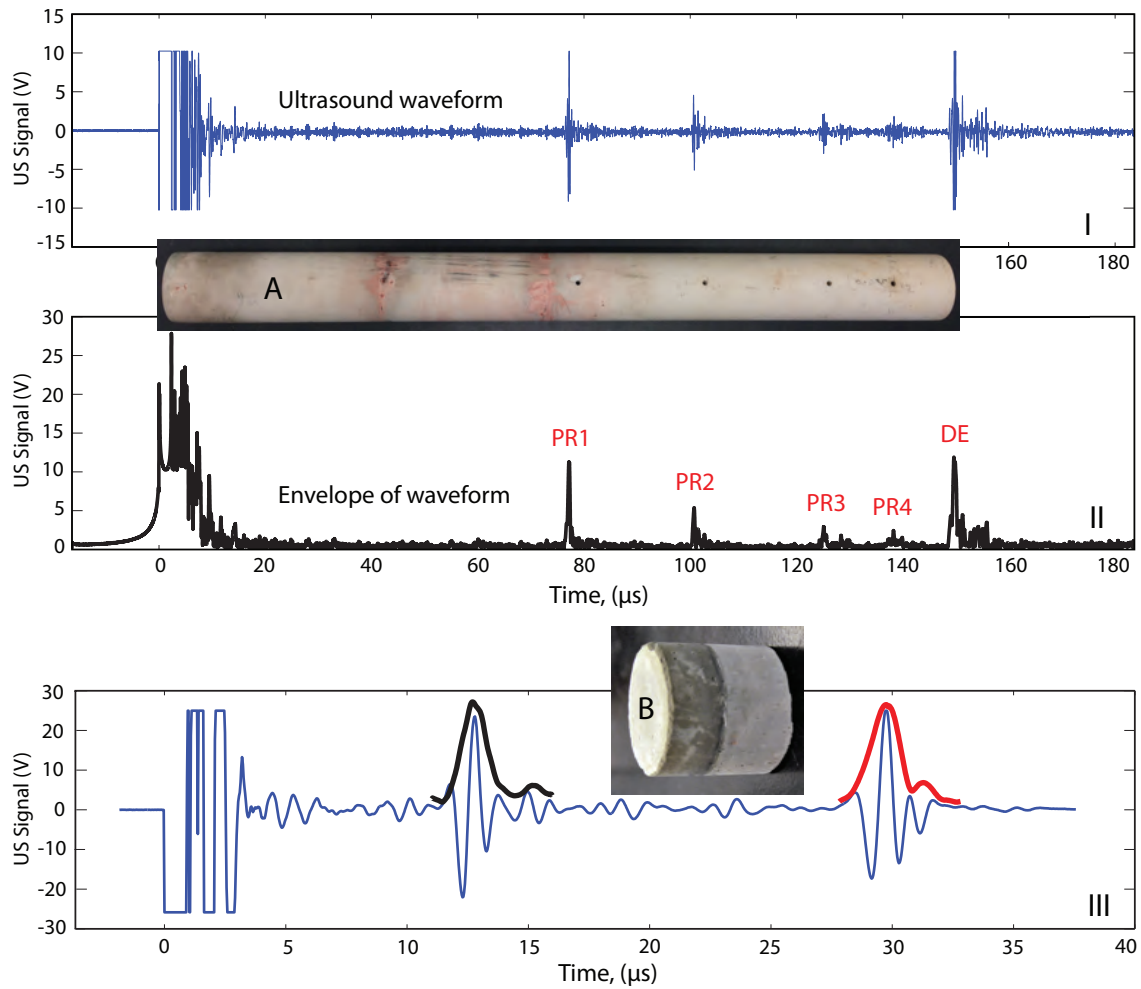 15
10
5
0
-5
-10
-15
US Signal (V)
Ultrasound waveform
I
160
180
A
30
25
20
15
10
5
0
US Signal (V)
PR1
PR2
PR3
PR4
DE
Envelope of waveform
II
0
20
40
60
80
100
120
140
160
180
Time, (μs)
B
30
20
10
0
-10
-20
-30
US Signal (V)
III
0
5
10
15
20
25
30
35
40
Time, (μs)